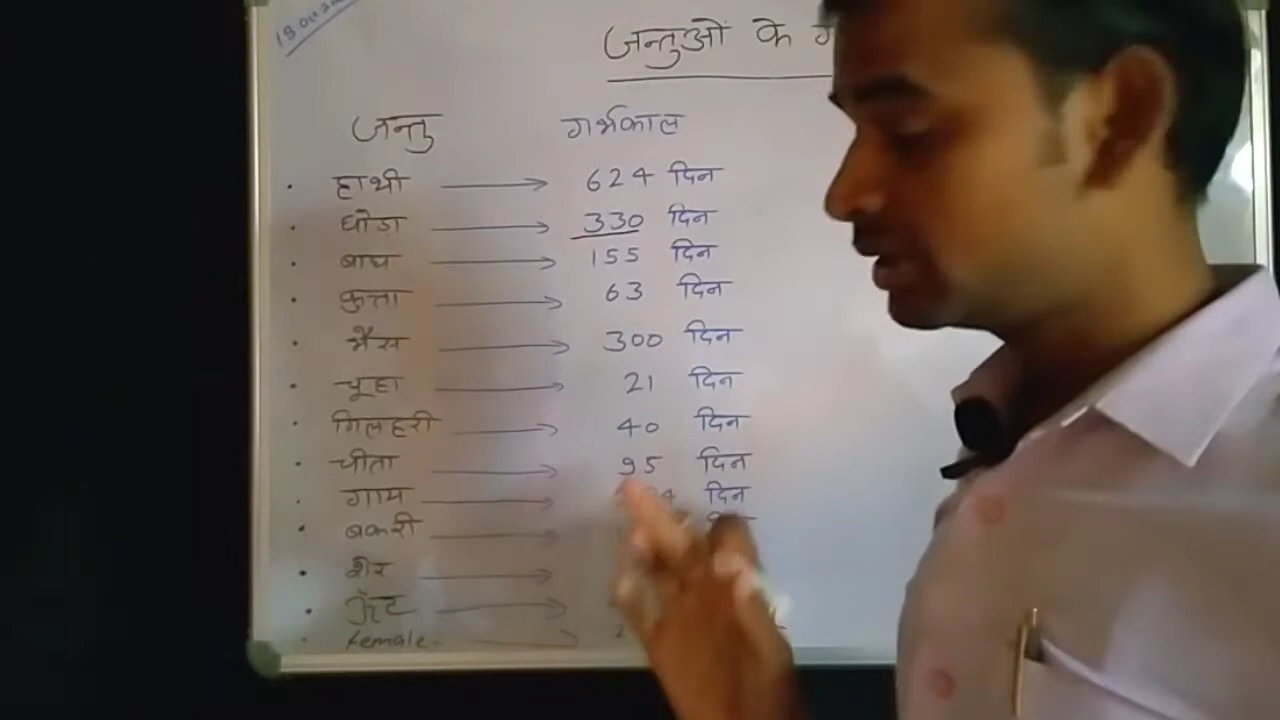 जन्तुओं के
जन्तु गर्भकाल
• हाथी → 624 दिन
• घोडा → 330 दिन
• बाघ → 155 दिन
• कुत्ता → 63 दिन
• भैस → 300 दिन
• चूहा → 21 दिन
• गिलहरी → 40 दिन
• चीता → 95 दिन
• गाय → दिन
• बकरी →
• शेर →
• ऊँट →
• female →